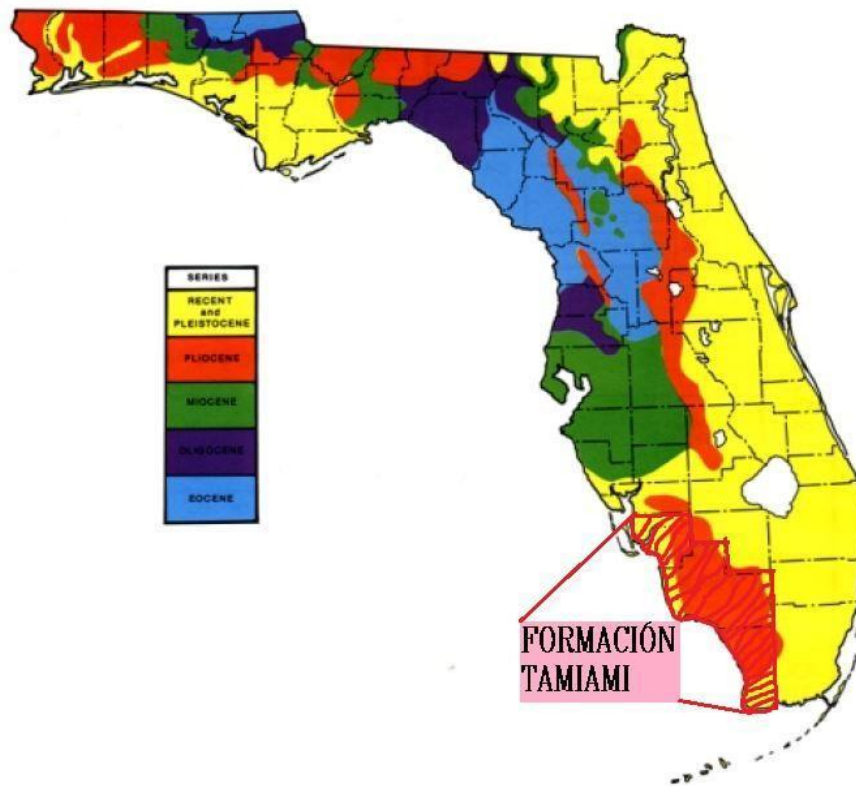 SERIES
RECENT
and
PLEISTOCENE
PLIOCENE
MIOCENE
OLIGOCENE
EOCENE
FORMACIÓN
TAMIAMI